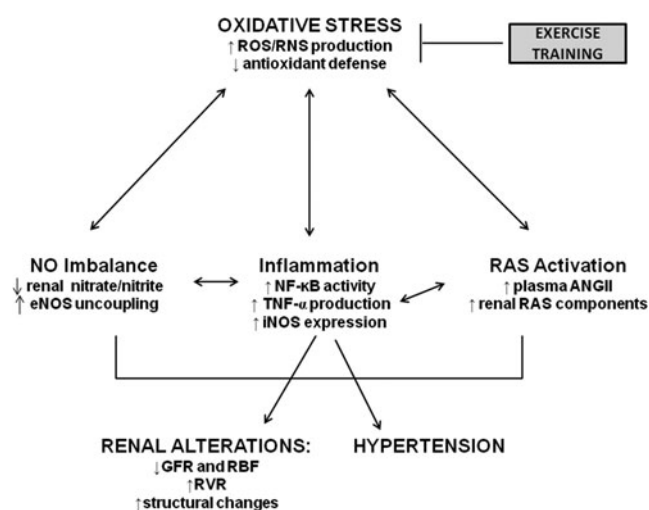 OXIDATIVE STRESS
↑ ROS/RNS production
↓ antioxidant defense
EXERCISE
TRAINING
NO Imbalance
↓ renal nitrate/nitrite
↑ eNOS uncoupling
Inflammation
↑ NF-κB activity
↑ TNF-α production
↑ iNOS expression
RAS Activation
↑ plasma ANGII
↑ renal RAS components
RENAL ALTERATIONS:
↓GFR and RBF
↑RVR
↑structural changes
HYPERTENSION